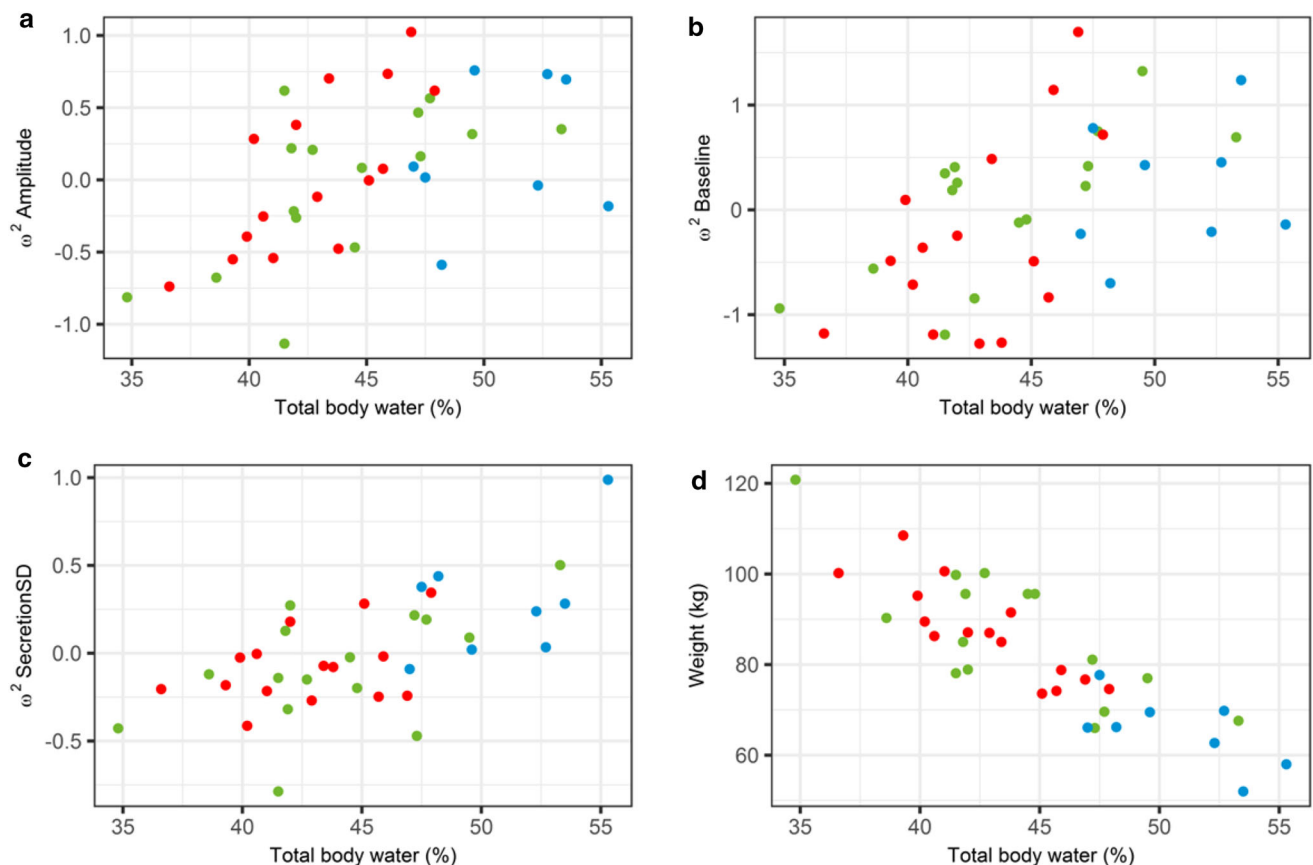 a
1.0
0.5
0.0
-0.5
-1.0
ω² Amplitude
35 40 45 50 55
Total body water (%)
b
1
0
-1
ω² Baseline
35 40 45 50 55
Total body water (%)
c
1.0
0.5
0.0
-0.5
ω² SecretionSD
35 40 45 50 55
Total body water (%)
d
120
100
80
60
Weight (kg)
35 40 45 50 55
Total body water (%)